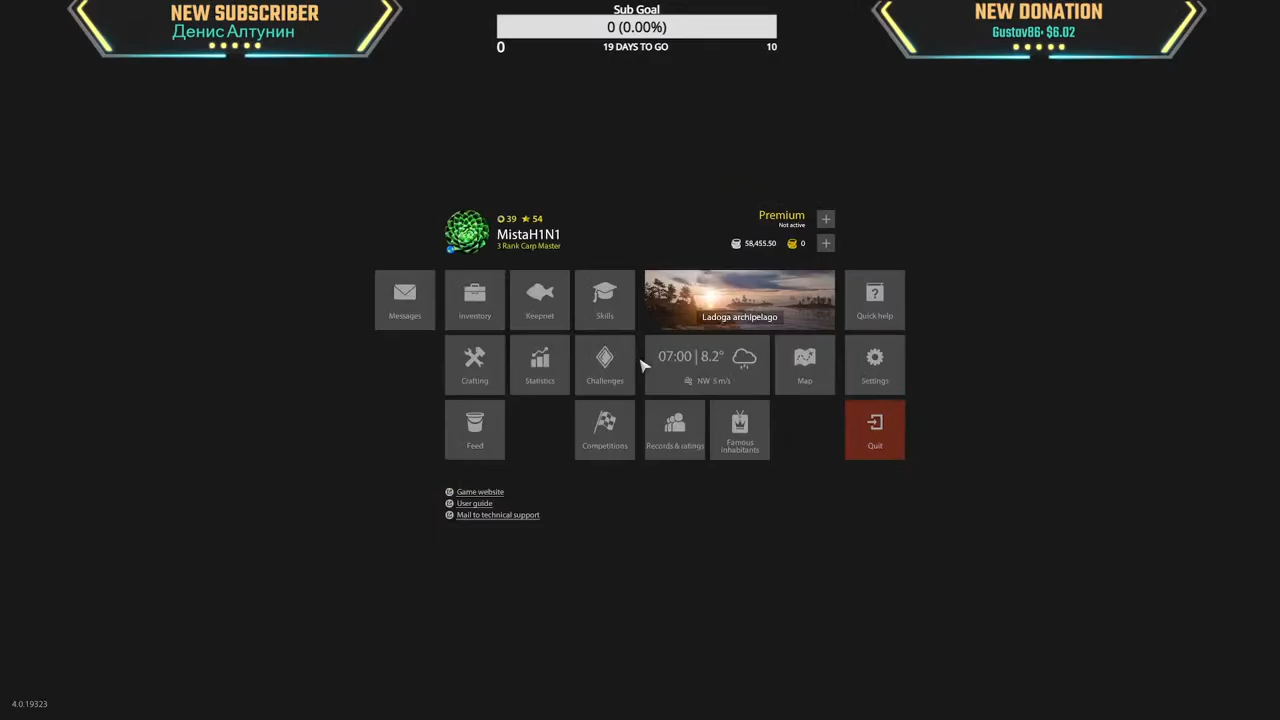 NEW SUBSCRIBER
Денис Алтунин
Sub Goal
0 (0.00%)
0
19 DAYS TO GO
10
NEW DONATION
Gustav86• $6.02
39 54
MistaH1N1
3 Rank Carp Master
Premium
Not active
58,455.50
0
Messages
Inventory
Keepnet
Skills
Ladoga archipelago
Quick help
Crafting
Statistics
Challenges
07:00 | 8.2°
NW 5 m/s
Map
Settings
Feed
Competitions
Records & ratings
Famous
inhabitants
Quit
Game website
User guide
Mail to technical support
4.0.19323